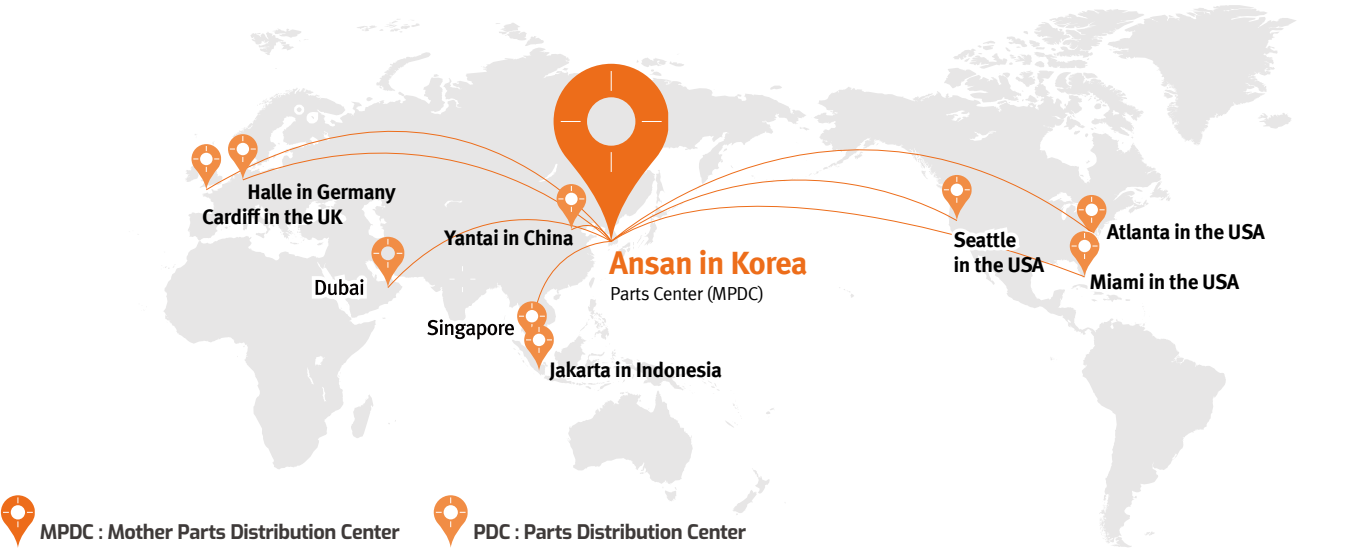 Halle in Germany
Cardiff in the UK
Yantai in China
Dubai
Ansan in Korea
Parts Center (MPDC)
Singapore
Jakarta in Indonesia
Seattle
in the USA
Atlanta in the USA
Miami in the USA
MPDC : Mother Parts Distribution Center
PDC : Parts Distribution Center